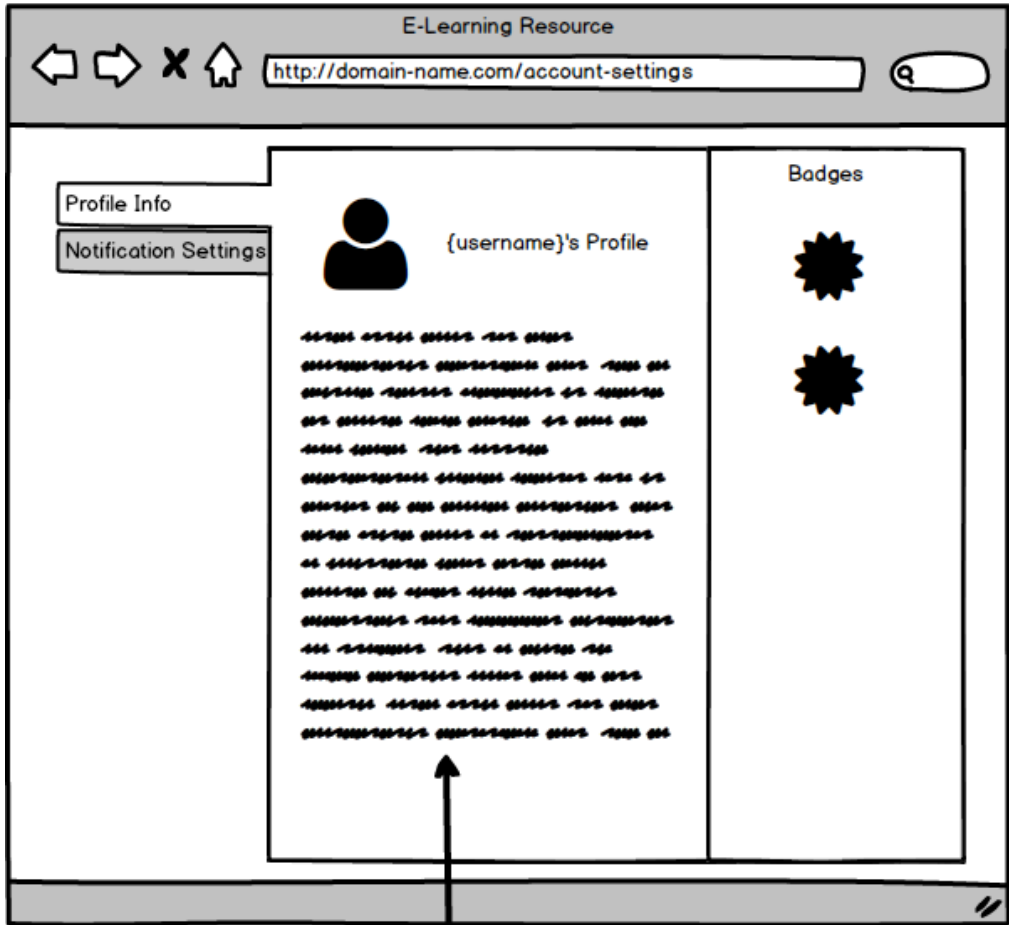 E-Learning Resource
http://domain-name.com/account-settings
Profile Info
Notification Settings
{username}'s Profile
Badges